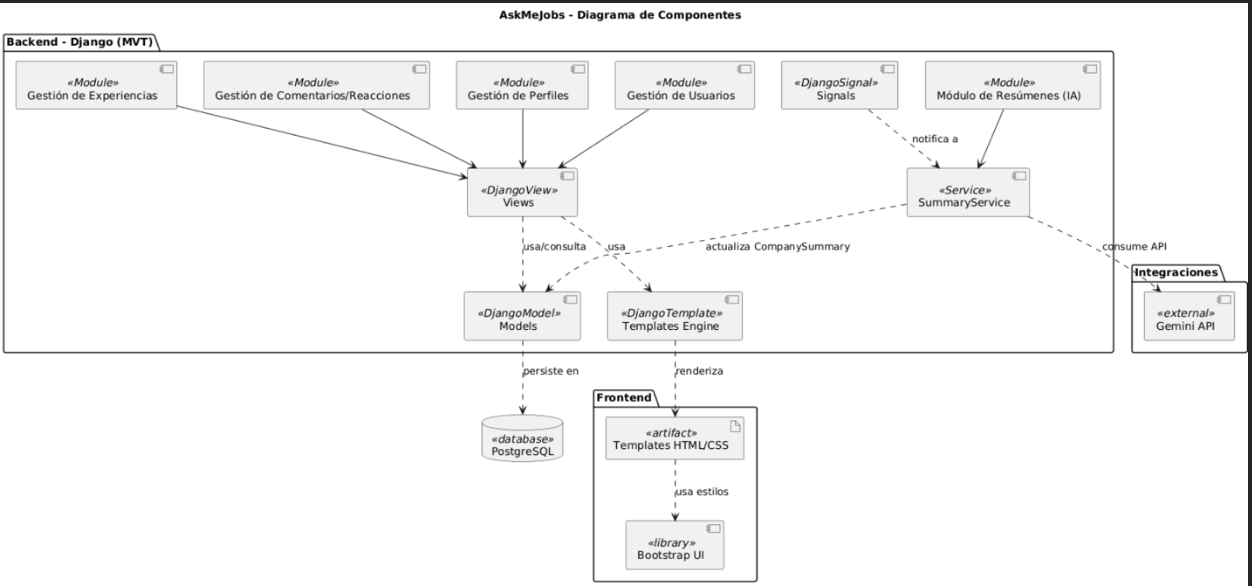 AskMeJobs - Diagrama de Componentes
Backend - Django (MVT)
«Module»
Gestión de Experiencias
«Module»
Gestión de Comentarios/Reacciones
«Module»
Gestión de Perfiles
«Module»
Gestión de Usuarios
«DjangoSignal»
Signals
«Module»
Módulo de Resúmenes (IA)
notifica a
«DjangoView»
Views
«Service»
SummaryService
usa/consulta
usa
actualiza CompanySummary
consume API
Integraciones
«DjangoModel»
Models
«DjangoTemplate»
Templates Engine
«external»
Gemini API
persiste en
renderiza
Frontend
«database»
PostgreSQL
«artifact»
Templates HTML/CSS
usa estilos
«library»
Bootstrap UI